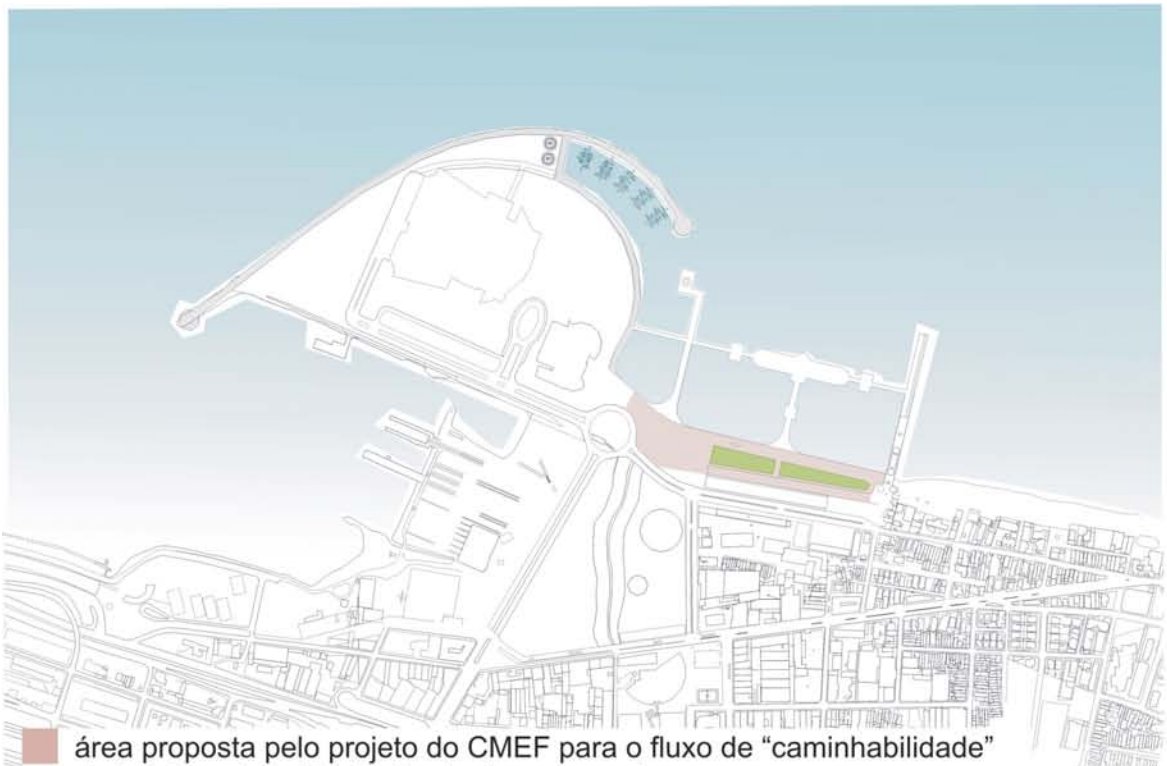 área proposta pelo projeto do CMEF para o fluxo de “caminhabilidade”